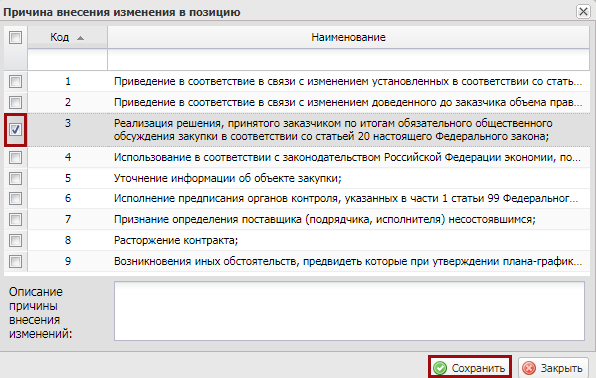 Причина внесения изменения в позицию
Код Наименование
1 Приведение в соответствие в связи с изменением установленных в соответствии со стать...
2 Приведение в соответствие в связи с изменением доведенного до заказчика объема прав...
3 Реализация решения, принятого заказчиком по итогам обязательного общественного
обсуждения закупки в соответствии со статьей 20 настоящего Федерального закона;
4 Использование в соответствии с законодательством Российской Федерации экономии, по...
5 Уточнение информации об объекте закупки;
6 Исполнение предписания органов контроля, указанных в части 1 статьи 99 Федерального...
7 Признание определения поставщика (подрядчика, исполнителя) несостоявшимся;
8 Расторжение контракта;
9 Возникновения иных обстоятельств, предвидеть которые при утверждении плана-график...
Описание
причины
внесения
изменений:
Сохранить Закрыть